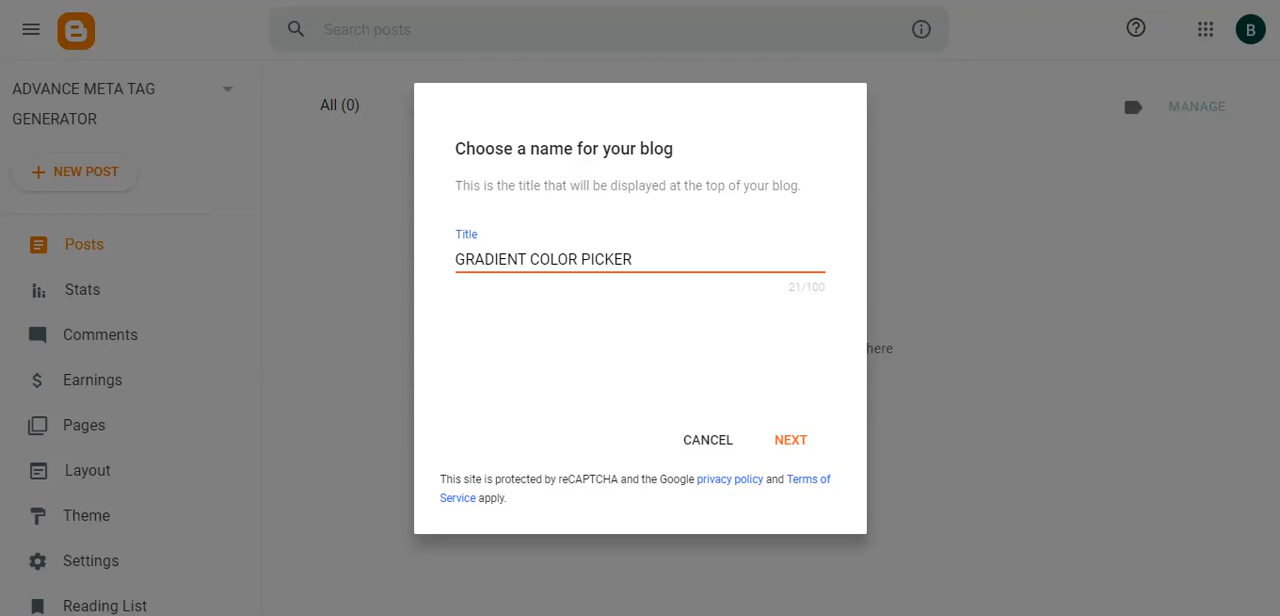 Search posts
B
ADVANCE META TAG
GENERATOR
All (0)
MANAGE
NEW POST
Posts
Stats
Comments
Earnings
Pages
Layout
Theme
Settings
Reading List
Choose a name for your blog
This is the title that will be displayed at the top of your blog.
Title
GRADIENT COLOR PICKER
21/100
here
CANCEL
NEXT
This site is protected by reCAPTCHA and the Google privacy policy and Terms of
Service apply.